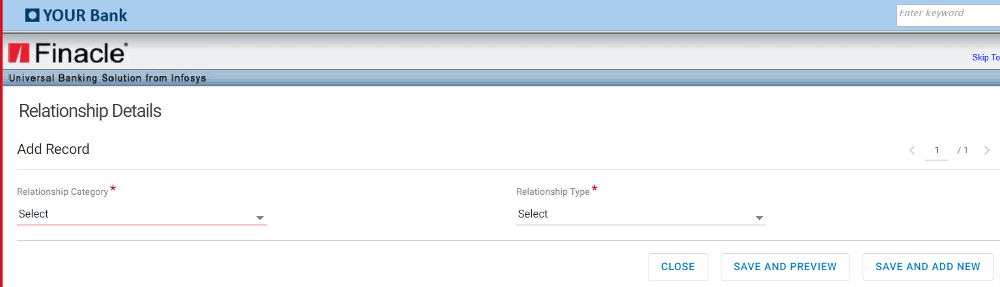 YOUR Bank
Enter keyword
Finacle
Skip To
Universal Banking Solution from Infosys
Relationship Details
Add Record
1 / 1
Relationship Category *
Relationship Type *
Select
Select
CLOSE
SAVE AND PREVIEW
SAVE AND ADD NEW